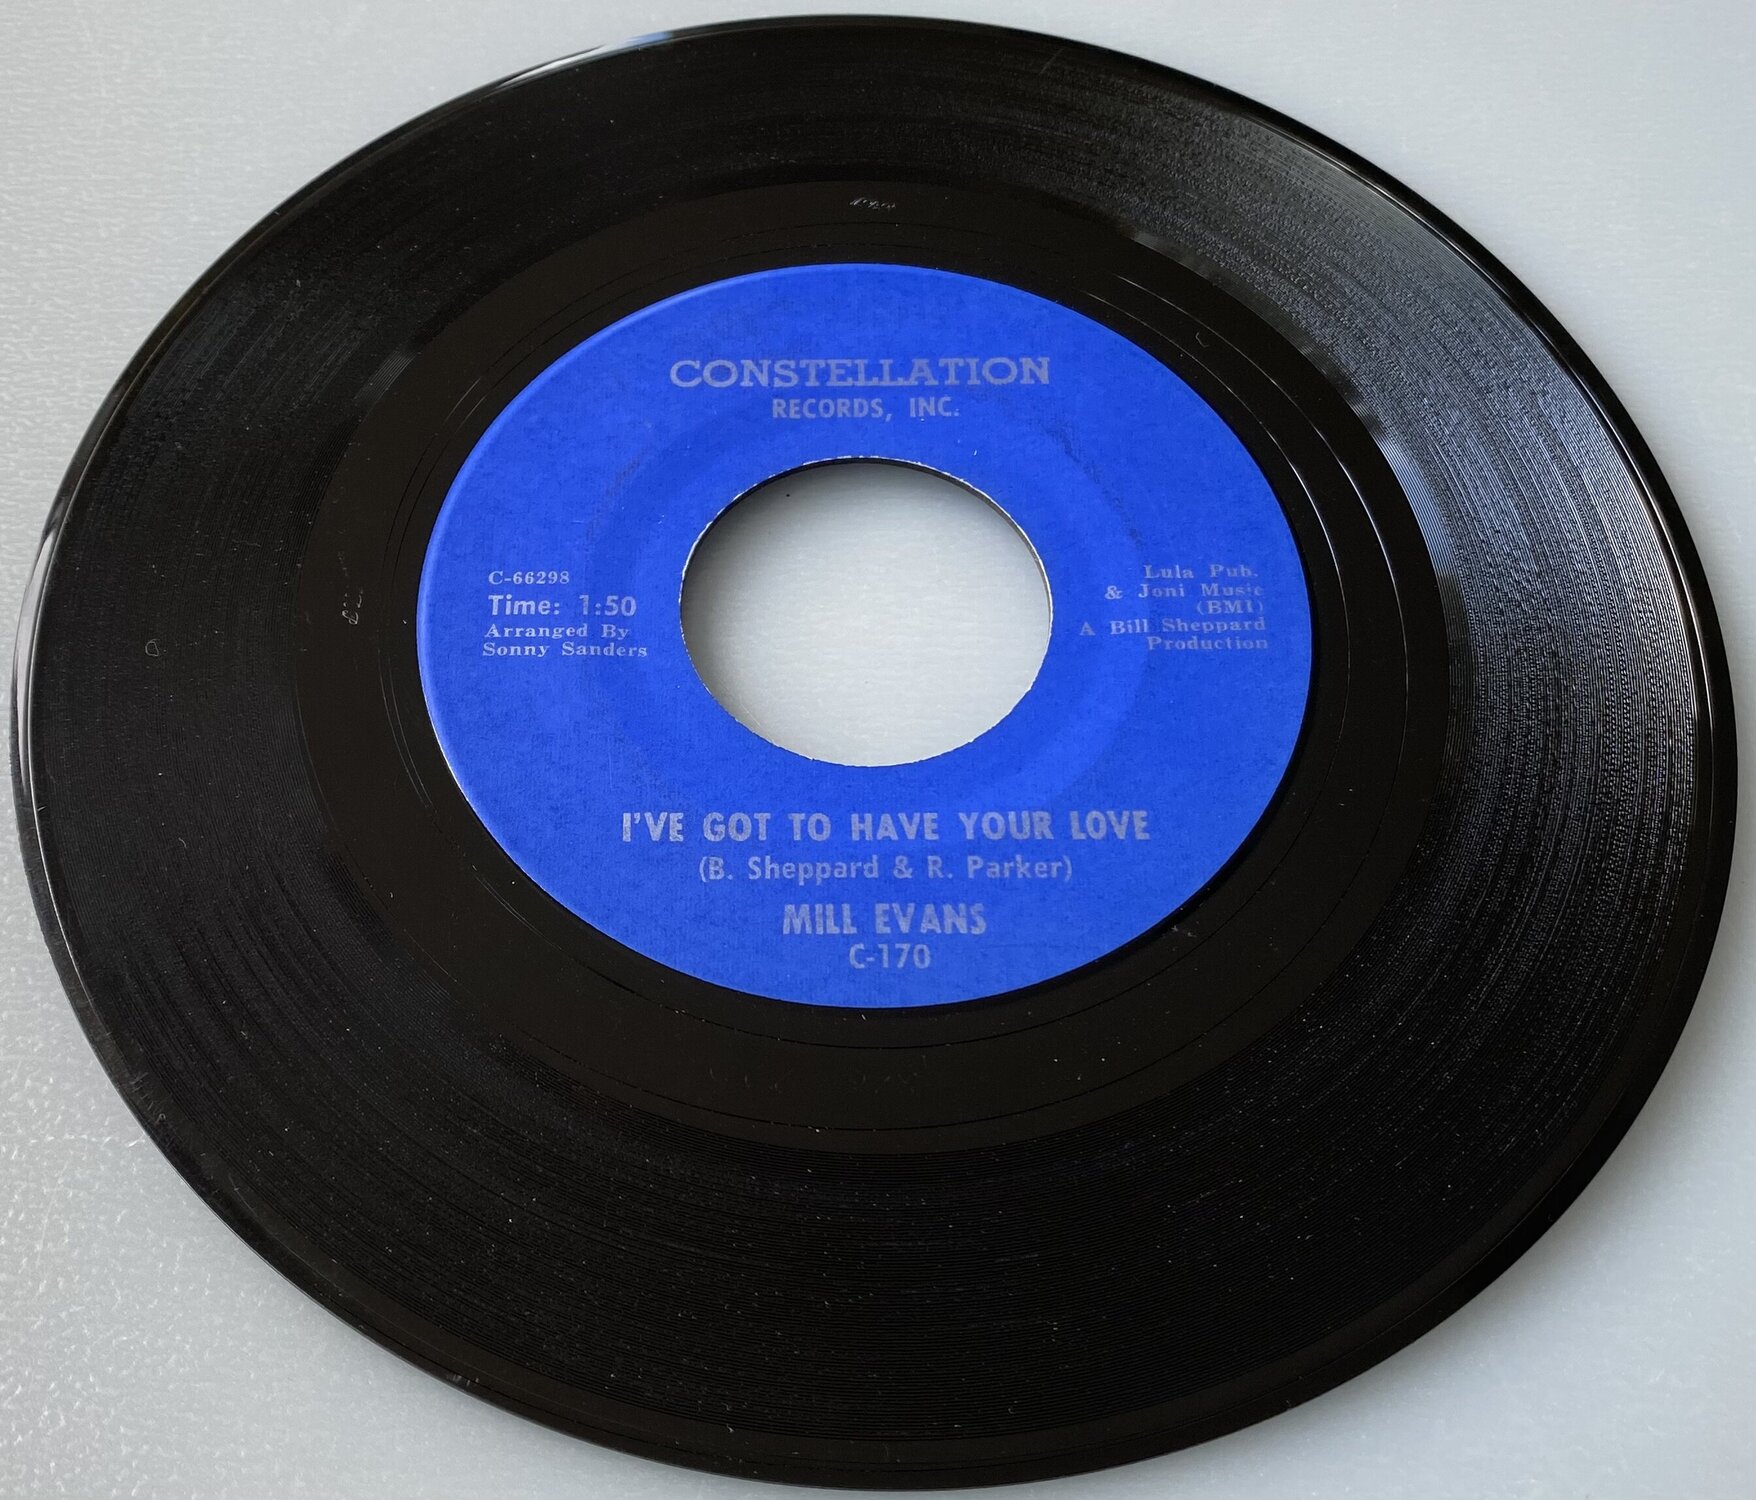 CONSTELLATION
RECORDS, INC.
C-66298
Time: 1:50
Arranged By
Sonny Sanders
Lula Pub.
& Joni Music
(BMI)
A Bill Sheppard
Production
I'VE GOT TO HAVE YOUR LOVE
(B. Sheppard & R. Parker)
MILL EVANS
C-170